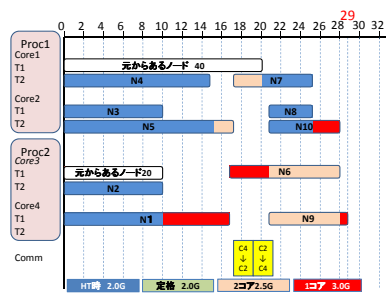 29
0 2 4 6 8 10 12 14 16 18 20 22 24 26 28 30 32
Proc1
Core1
T1 元からあるノード 40
T2 N4 N7
Core2
T1 N3 N8
T2 N5 N10
Proc2
Core3
T1 元からあるノード20 N6
T2 N2
Core4
T1 N1 N9
T2
Comm
C4 C2
↓ ↓
C2 C4
HT時 2.0G 定格 2.0G 2コア2.5G 1コア 3.0G